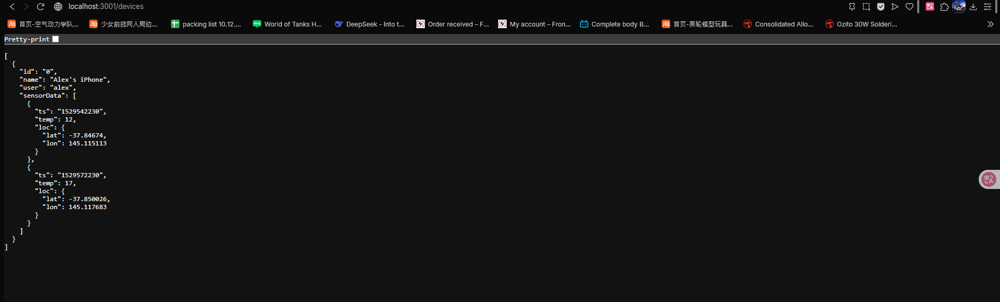 localhost:3001/devices
首页-空气动力学队...
少女前线同人周边...
packing list 10.12....
World of Tanks H...
DeepSeek - Into t...
Order received – F...
My account – Fron...
Complete body B...
首页-黑轮模型玩具...
Consolidated Allo...
Ozito 30W Solderi...
Pretty-print
[
  {
    "id": "0",
    "name": "Alex's iPhone",
    "user": "alex",
    "sensorData": [
      {
        "ts": "1529542230",
        "temp": 12,
        "loc": {
          "lat": -37.84674,
          "lon": 145.115113
        }
      },
      {
        "ts": "1529572230",
        "temp": 17,
        "loc": {
          "lat": -37.850026,
          "lon": 145.117683
        }
      }
    ]
  }
]